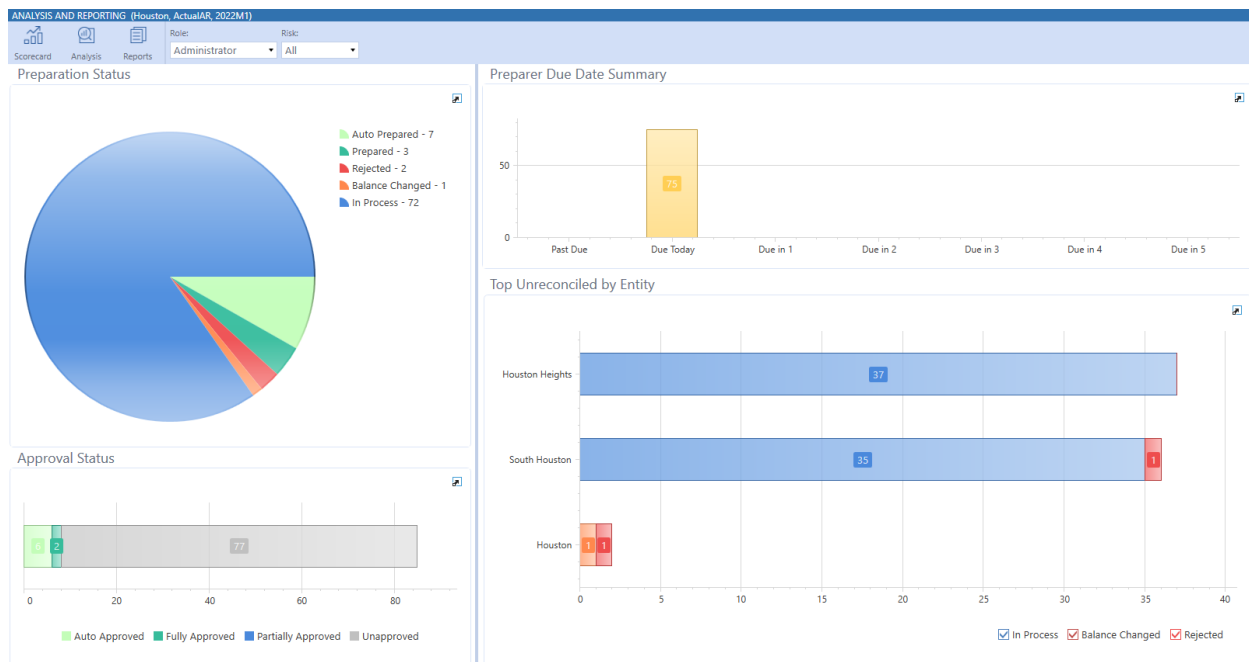 ANALYSIS AND REPORTING (Houston, ActualAR, 2022M1)
Scorecard
Analysis
Reports
Role:
Administrator
Risk:
All
Preparation Status
Auto Prepared - 7
Prepared - 3
Rejected - 2
Balance Changed - 1
In Process - 72
Approval Status
6
2
77
0 20 40 60 80
Auto Approved Fully Approved Partially Approved Unapproved
Preparer Due Date Summary
50
75
0
Past Due Due Today Due in 1 Due in 2 Due in 3 Due in 4 Due in 5
Top Unreconciled by Entity
Houston Heights 37
South Houston 35 1
Houston 1 1
0 5 10 15 20 25 30 35 40
In Process Balance Changed Rejected